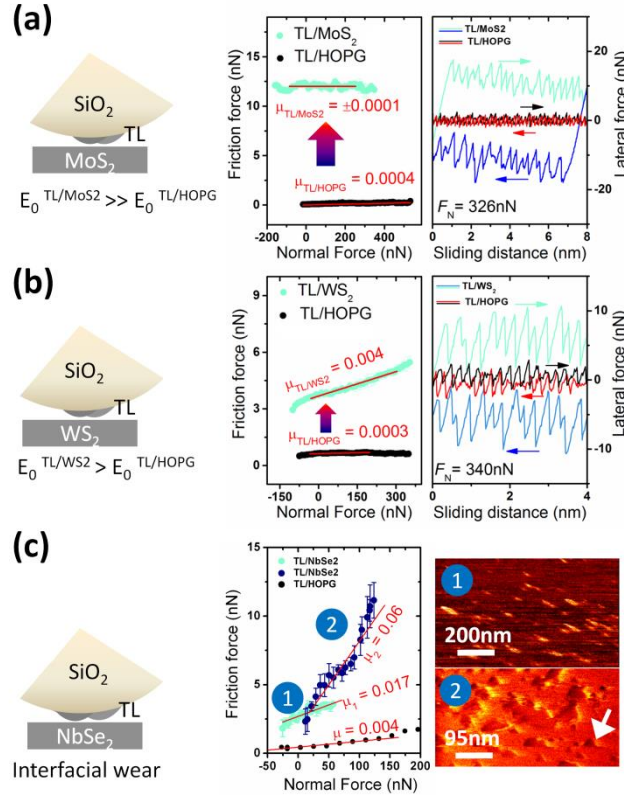 (a)
SiO₂
TL
MoS₂
E₀ ᵀᴸ/ᴹᵒˢ² >> E₀ ᵀᴸ/ᴴᴼᴾᴳ
Friction force (nN)
15
12
9
6
3
0
TL/MoS₂
TL/HOPG
μTL/MoS2 = ±0.0001
μTL/HOPG = 0.0004
-200 0 200 400
Normal Force (nN)
TL/MoS2
TL/HOPG
FN= 326nN
20
10
0
-10
-20
Lateral force (nN)
0 2 4 6 8
Sliding distance (nm)
(b)
SiO₂
TL
WS₂
E₀ ᵀᴸ/ᵂˢ² > E₀ ᵀᴸ/ᴴᴼᴾᴳ
Friction force (nN)
9
6
3
0
TL/WS₂
TL/HOPG
μTL/WS2 = 0.004
μTL/HOPG = 0.0003
-150 0 150 300
Normal Force (nN)
TL/WS₂
TL/HOPG
FN = 340nN
10
0
-10
Lateral force (nN)
0 2 4
Sliding distance (nm)
(c)
SiO₂
TL
NbSe₂
Interfacial wear
Friction force (nN)
15
10
5
0
TL/NbSe2
TL/NbSe2
TL/HOPG
2
1
μ₂ = 0.06
μ₁ = 0.017
μ = 0.004
-50 0 50 100 150 200
Normal Force (nN)
1
200nm
2
95nm